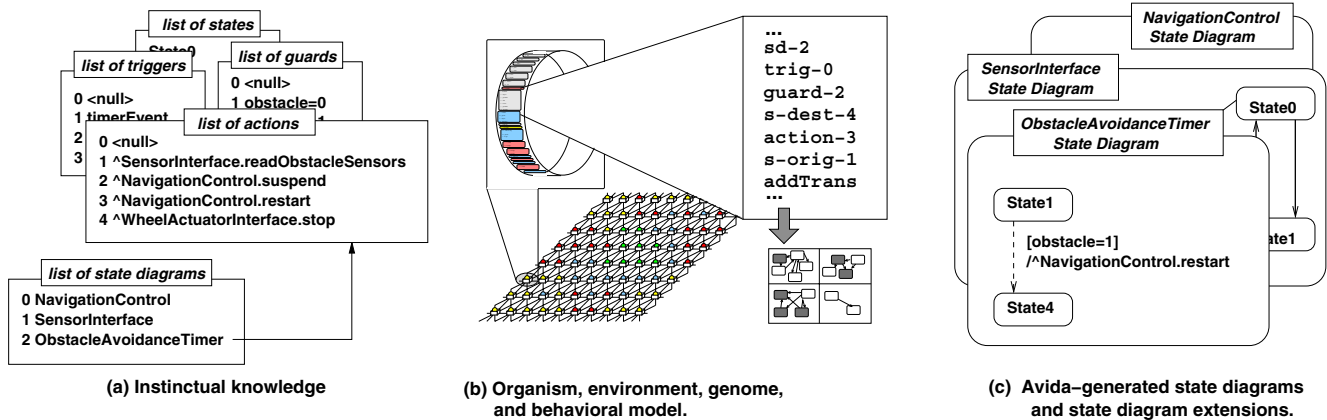 list of states
State0
list of triggers
0 <null>
1 timerEvent
2
3
list of guards
0 <null>
1 obstacle=0
list of actions
0 <null>
1 ^SensorInterface.readObstacleSensors
2 ^NavigationControl.suspend
3 ^NavigationControl.restart
4 ^WheelActuatorInterface.stop
list of state diagrams
0 NavigationControl
1 SensorInterface
2 ObstacleAvoidanceTimer
(a) Instinctual knowledge
...
sd-2
trig-0
guard-2
s-dest-4
action-3
s-orig-1
addTrans
...
(b) Organism, environment, genome,
and behavioral model.
NavigationControl
State Diagram
SensorInterface
State Diagram
State0
ObstacleAvoidanceTimer
State Diagram
State1
ate1
[obstacle=1]
/^NavigationControl.restart
State4
(c) Avida−generated state diagrams
and state diagram extensions.